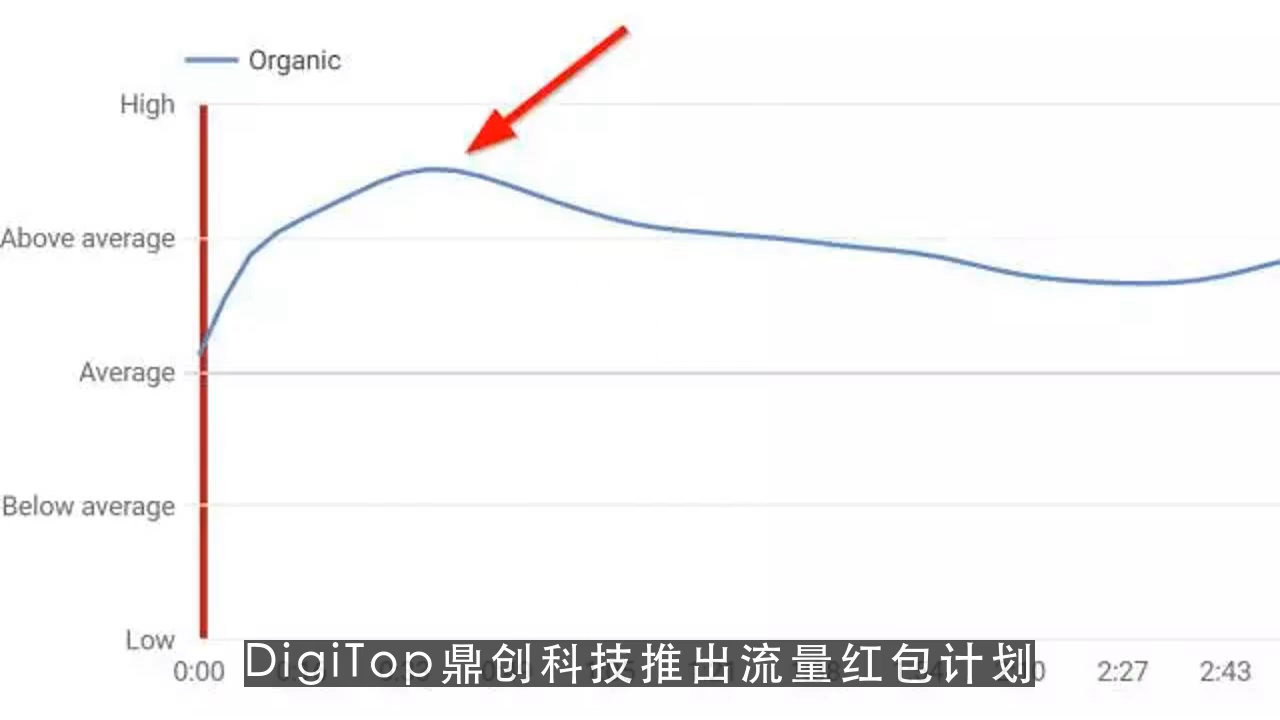 Organic
High
Above average
Average
Below average
Low
0:00 2:27 2:43
DigiTop鼎创科技推出流量红包计划